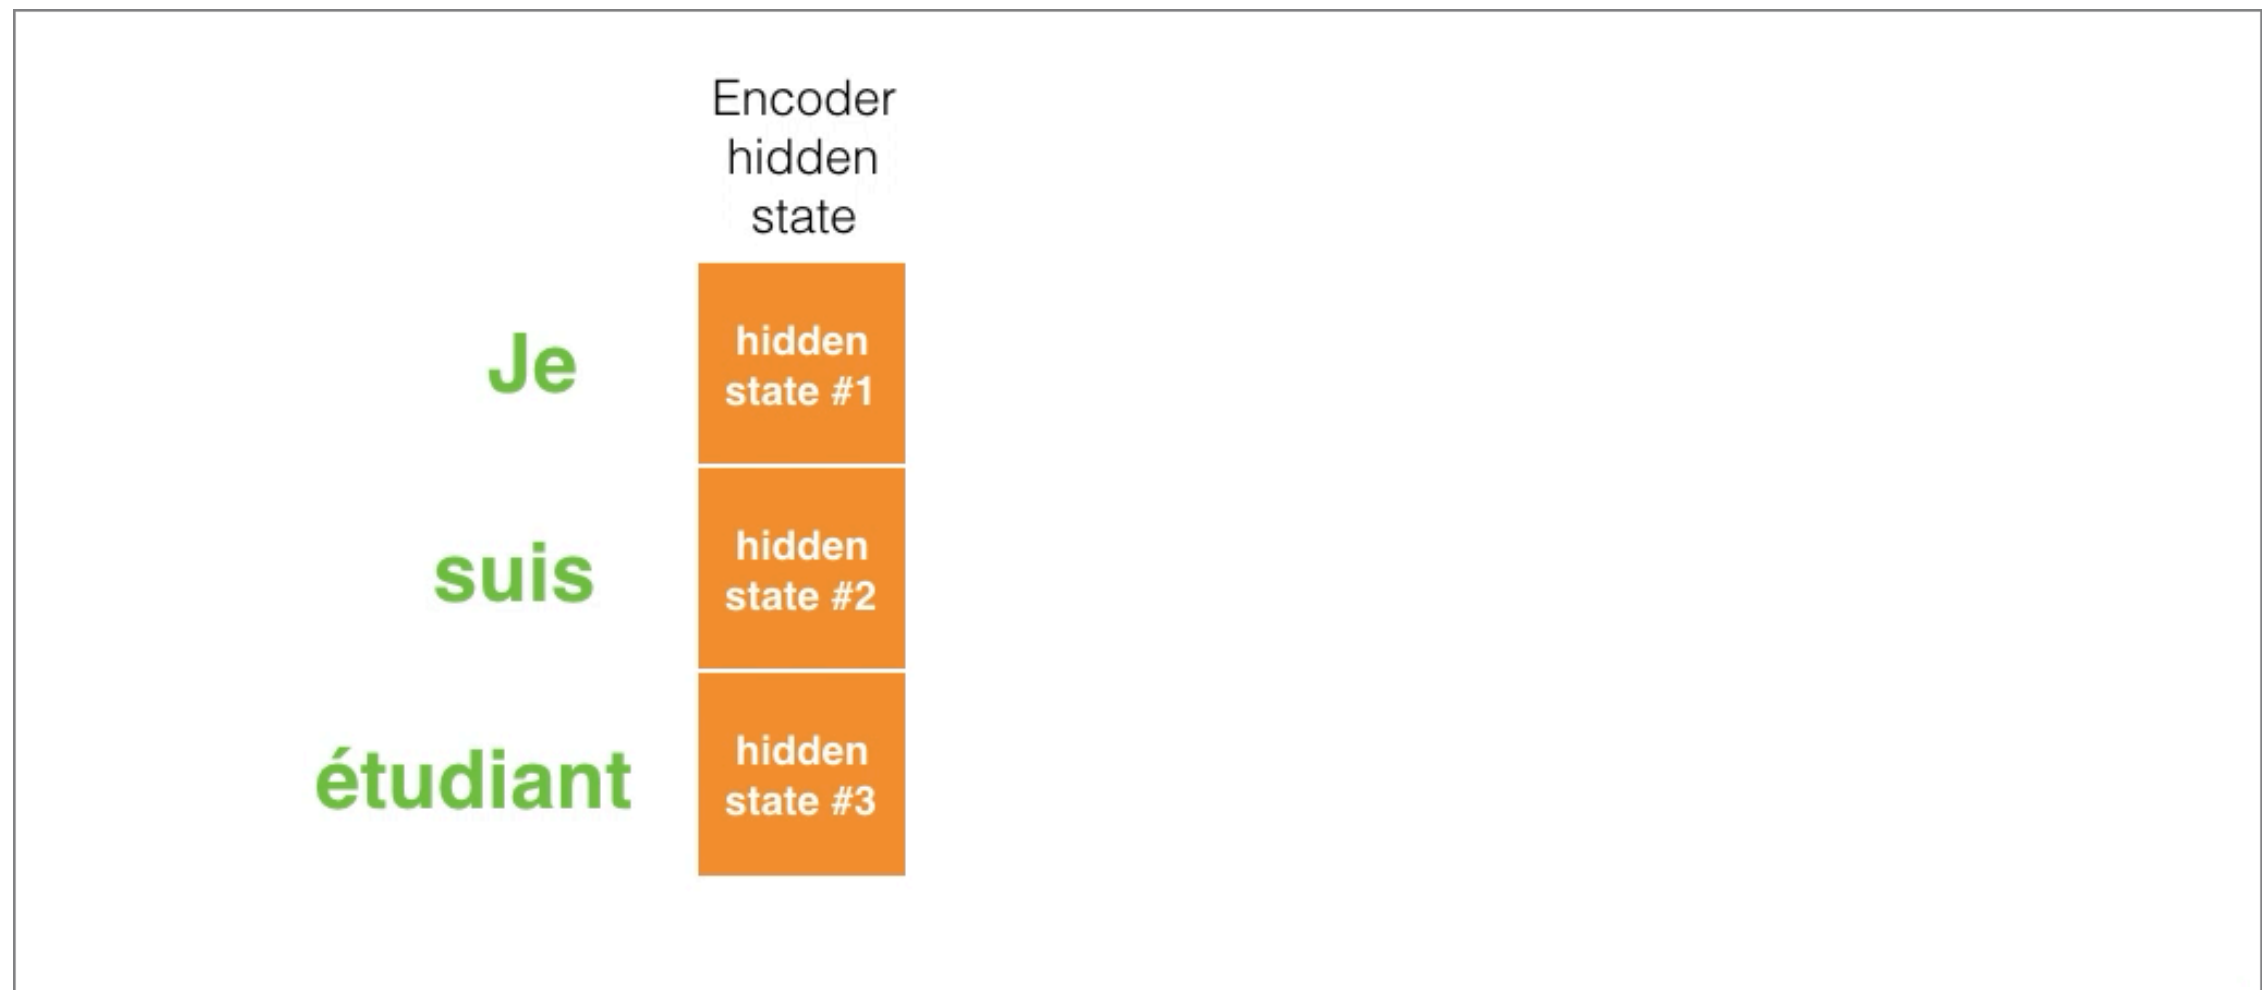 Encoder
hidden
state
Je
hidden
state #1
suis
hidden
state #2
étudiant
hidden
state #3